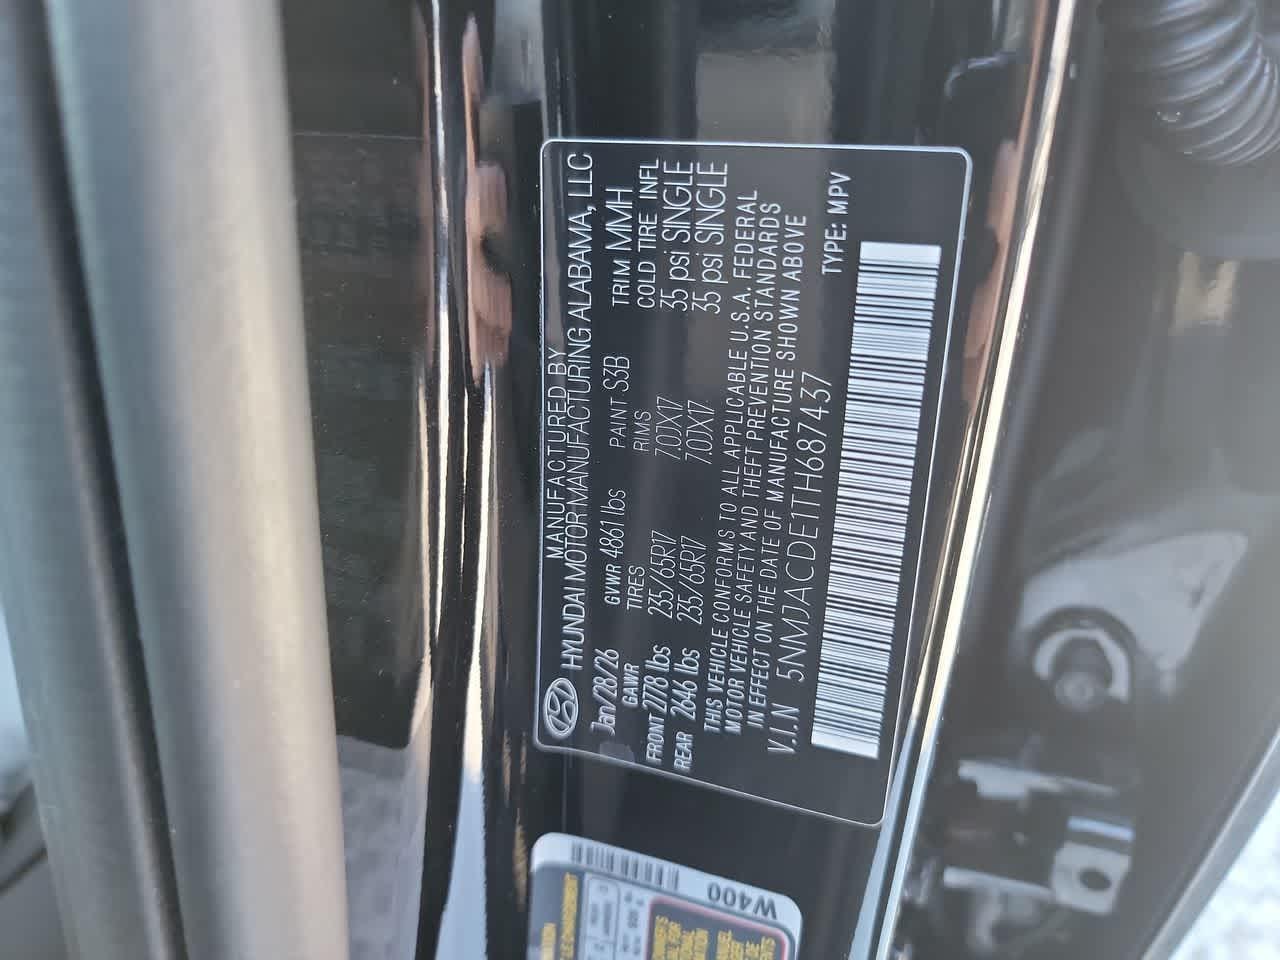 MANUFACTURED BY
HYUNDAI MOTOR MANUFACTURING ALABAMA, LLC
Jan/28/26 GVWR 4861 lbs PAINT S3B TRIM MMH
GAWR TIRES RIMS COLD TIRE INFL
FRONT 2778 lbs 235/65R17 7.0JX17 35 psi SINGLE
REAR 2646 lbs 235/65R17 7.0JX17 35 psi SINGLE
THIS VEHICLE CONFORMS TO ALL APPLICABLE U.S.A. FEDERAL
MOTOR VEHICLE SAFETY AND THEFT PREVENTION STANDARDS
IN EFFECT ON THE DATE OF MANUFACTURE SHOWN ABOVE
V.I.N 5NMJACDE1TH687437 TYPE: MPV
W400